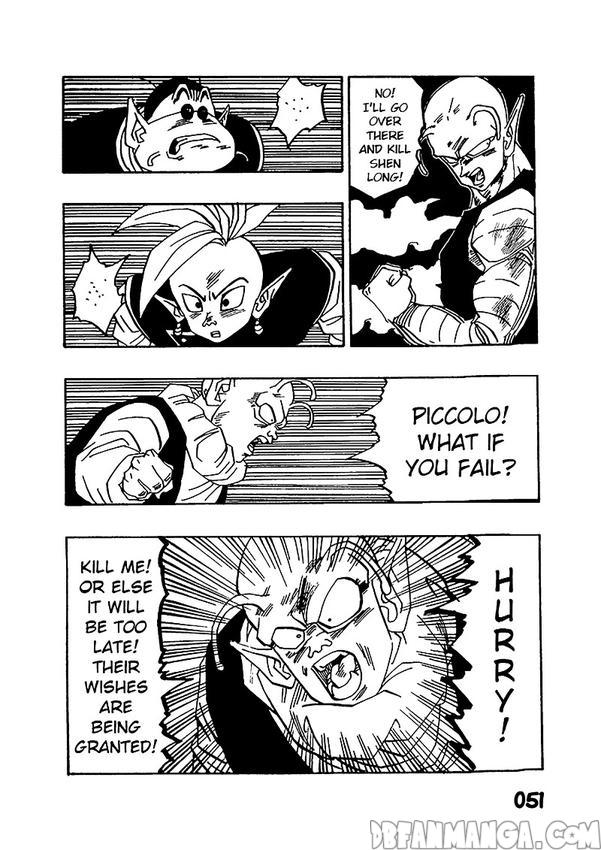 NO!
I'LL GO
OVER
THERE
AND KILL
SHEN
LONG!
PICCOLO!
WHAT IF
YOU FAIL?
HURRY!
KILL ME!
OR ELSE
IT WILL
BE TOO
LATE!
THEIR
WISHES
ARE
BEING
GRANTED!
051
DBFANMANGA.COM